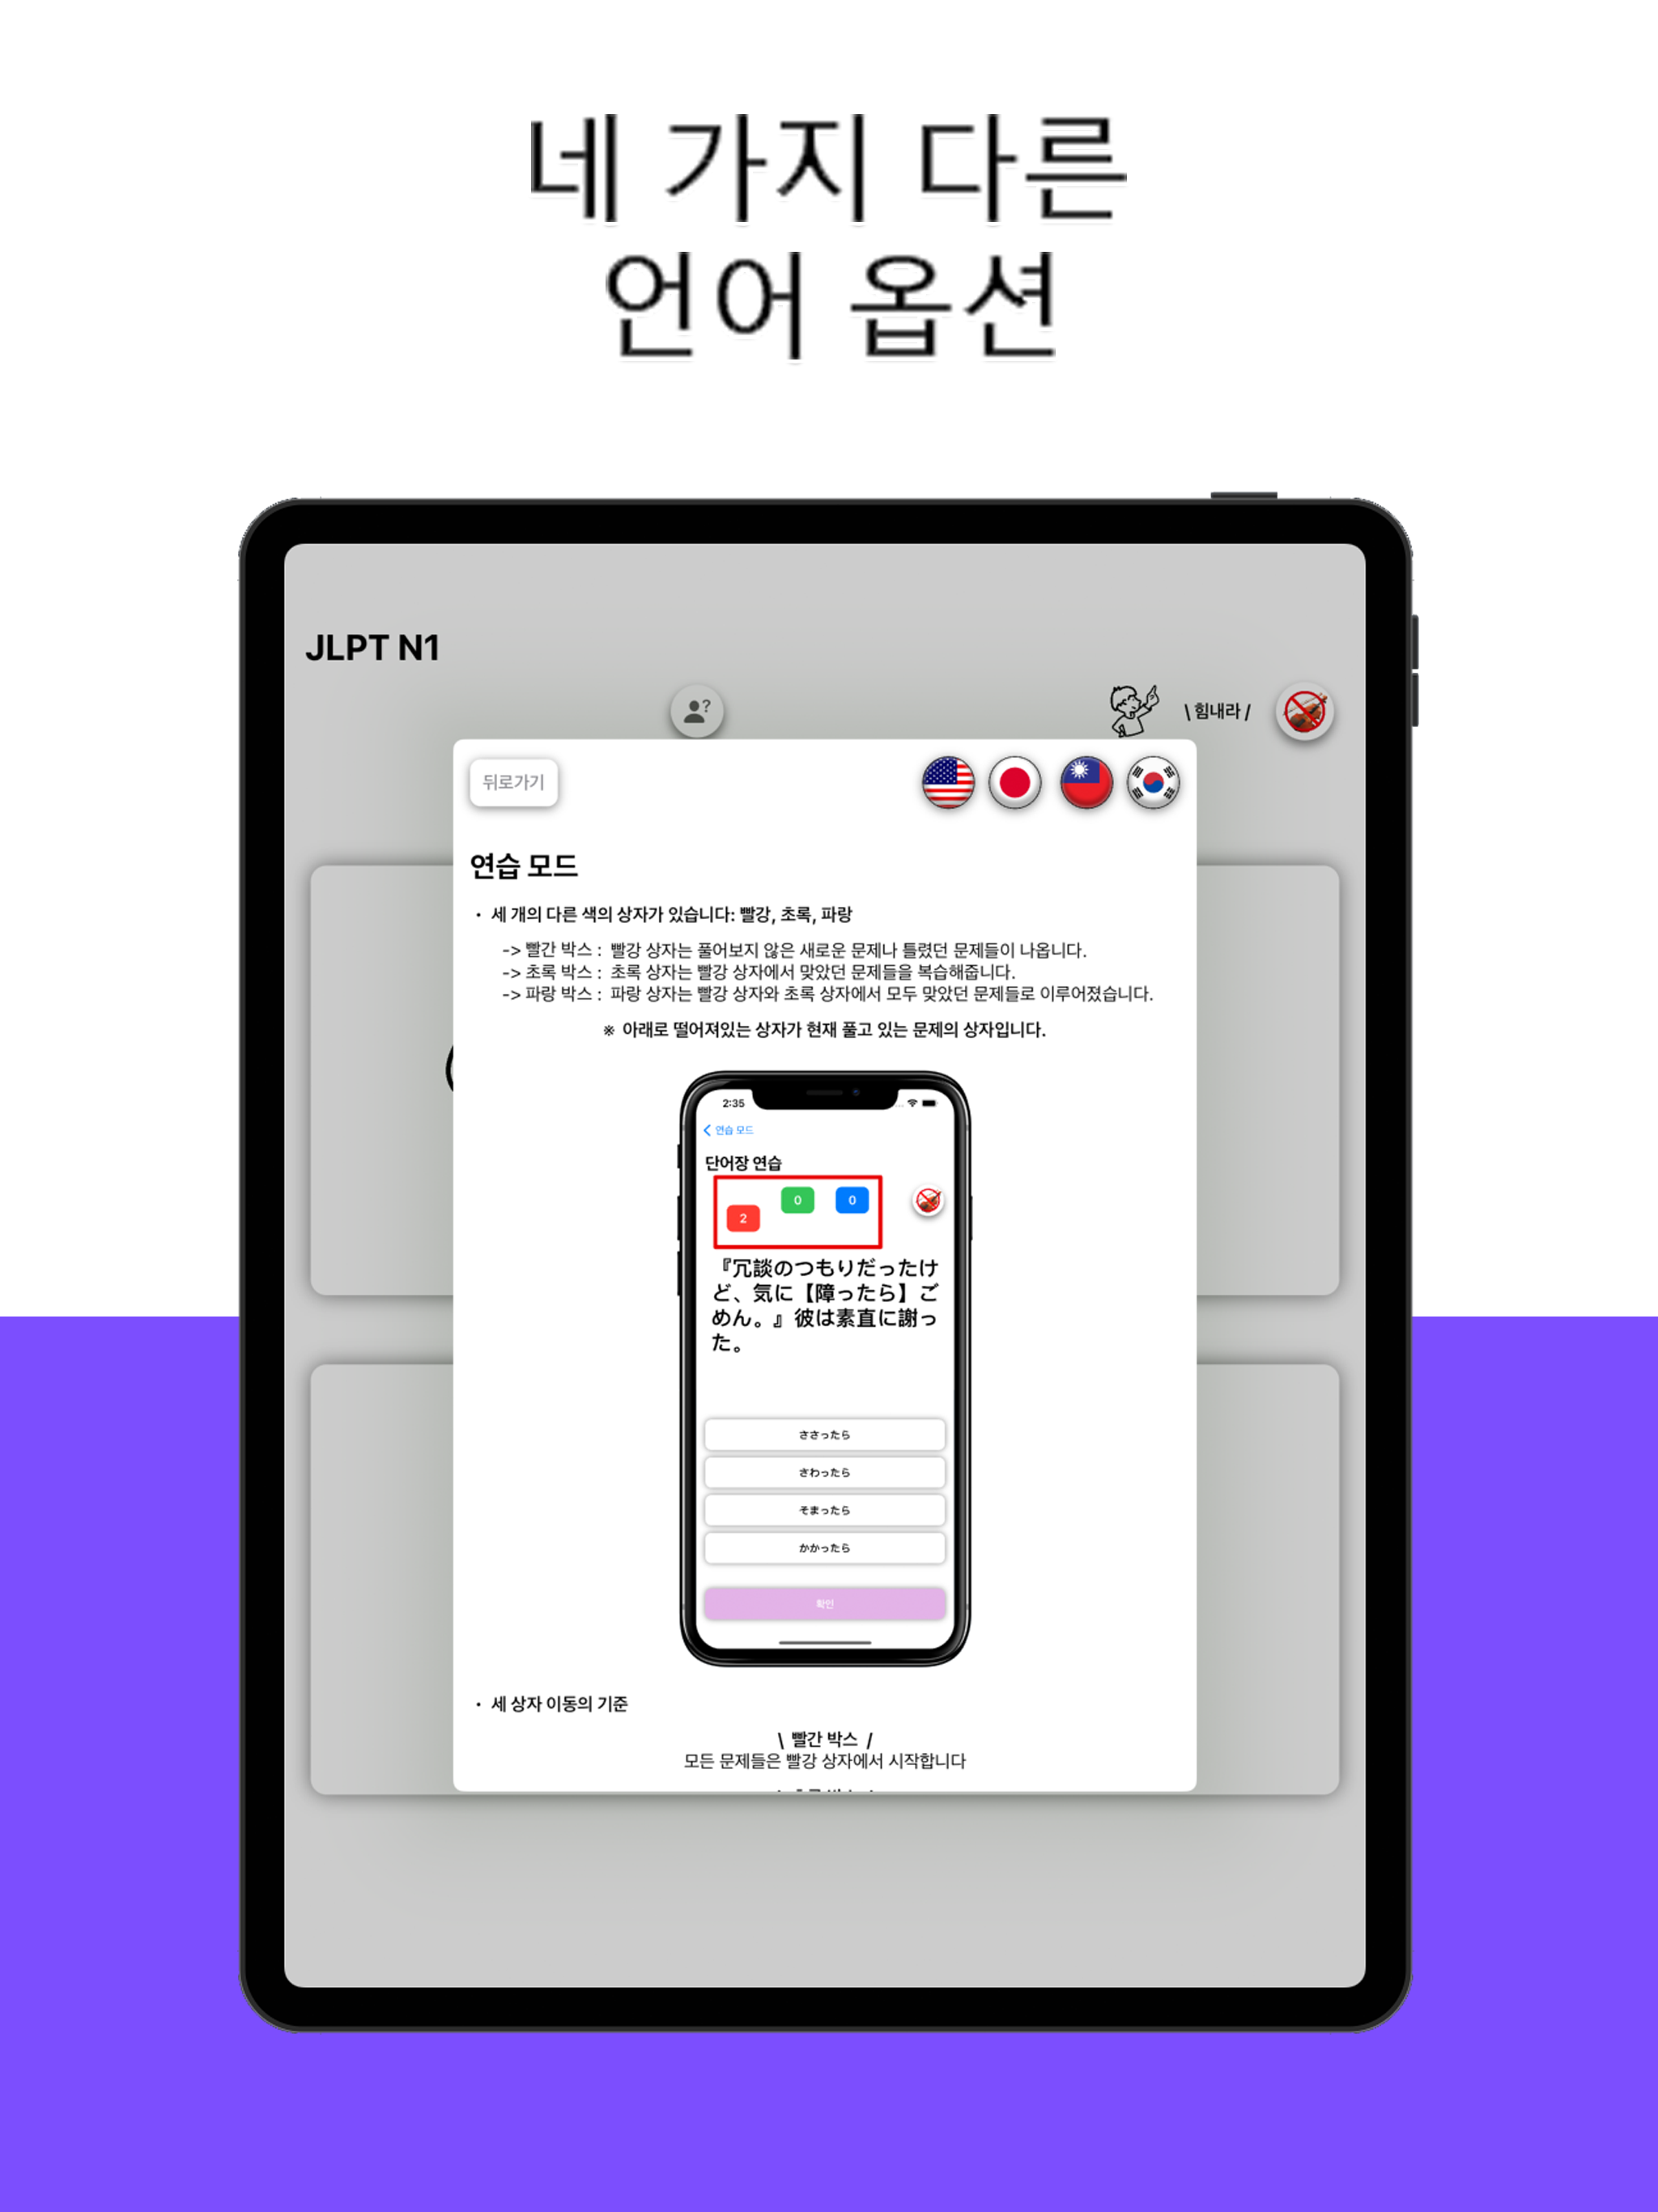 네 가지 다른
언어 옵션
JLPT N1
\ 힘내라 /
뒤로가기
연습 모드
• 세 개의 다른 색의 상자가 있습니다: 빨강, 초록, 파랑
-> 빨간 박스 : 빨강 상자는 풀어보지 않은 새로운 문제나 틀렸던 문제들이 나옵니다.
-> 초록 박스 : 초록 상자는 빨강 상자에서 맞았던 문제들을 복습해줍니다.
-> 파랑 박스 : 파랑 상자는 빨강 상자와 초록 상자에서 모두 맞았던 문제들로 이루어졌습니다.
※ 아래로 떨어져있는 상자가 현재 풀고 있는 문제의 상자입니다.
2:35
연습 모드
단어장 연습
2 0 0
『冗談のつもりだったけ
ど、気に【障ったら】ご
めん。』彼は素直に謝っ
た。
ささったら
さわったら
そまったら
かかったら
확인
• 세 상자 이동의 기준
\ 빨간 박스 /
모든 문제들은 빨강 상자에서 시작합니다